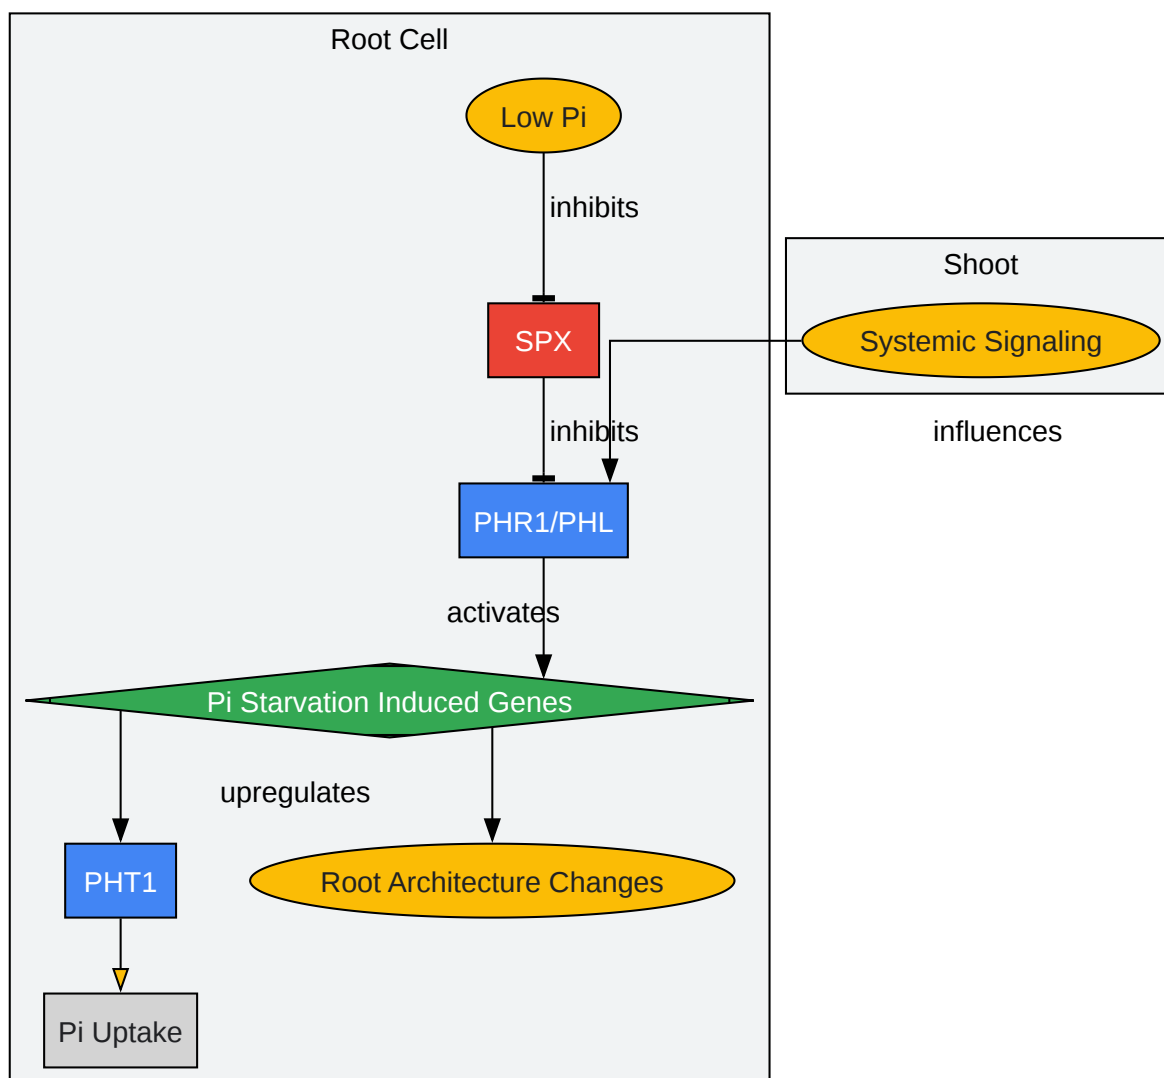 Root Cell
Low Pi
inhibits
Shoot
SPX
Systemic Signaling
inhibits
influences
PHR1/PHL
activates
Pi Starvation Induced Genes
upregulates
PHT1
Root Architecture Changes
Pi Uptake